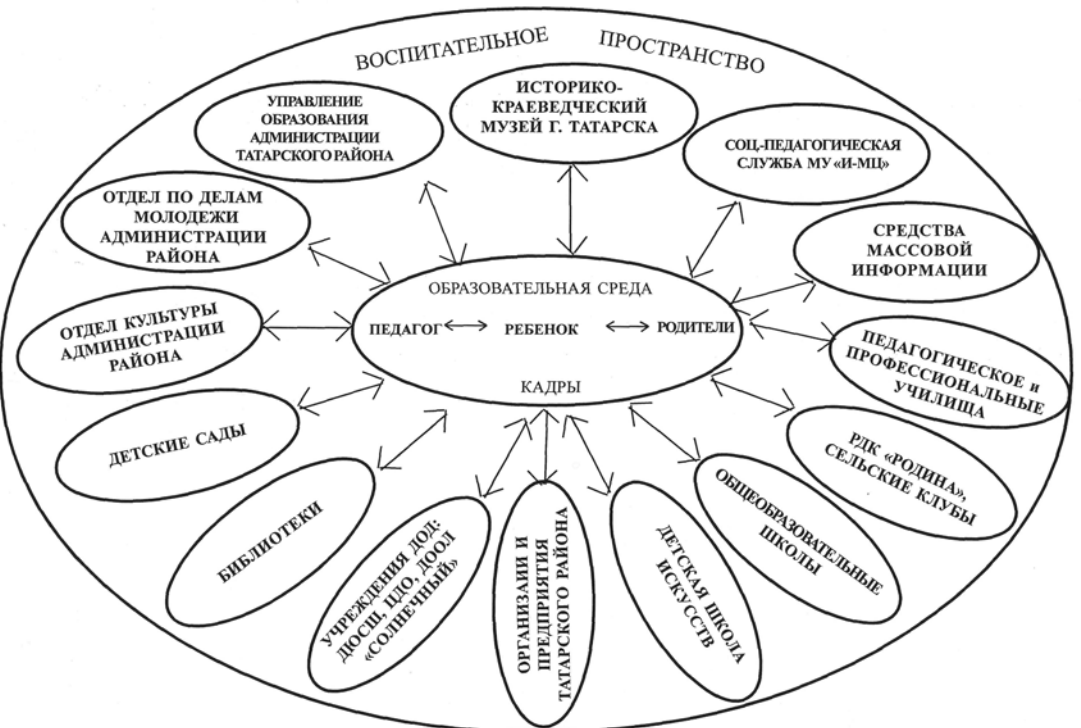 ВОСПИТАТЕЛЬНОЕ ПРОСТРАНСТВО
УПРАВЛЕНИЕ
ОБРАЗОВАНИЯ
АДМИНИСТРАЦИИ
ТАТАРСКОГО РАЙОНА
ИСТОРИКО-
КРАЕВЕДЧЕСКИЙ
МУЗЕЙ Г. ТАТАРСКА
СОЦ.-ПЕДАГОГИЧЕСКАЯ
СЛУЖБА МУ «И-МЦ»
ОТДЕЛ ПО ДЕЛАМ
МОЛОДЕЖИ
АДМИНИСТРАЦИИ
РАЙОНА
СРЕДСТВА
МАССОВОЙ
ИНФОРМАЦИИ
ОБРАЗОВАТЕЛЬНАЯ СРЕДА
ПЕДАГОГ РЕБЕНОК РОДИТЕЛИ
КАДРЫ
ОТДЕЛ КУЛЬТУРЫ
АДМИНИСТРАЦИИ
РАЙОНА
ПЕДАГОГИЧЕСКОЕ и
ПРОФЕССИОНАЛЬНЫЕ
УЧИЛИЩА
ДЕТСКИЕ САДЫ
РДК «РОДИНА»,
СЕЛЬСКИЕ КЛУБЫ
БИБЛИОТЕКИ
УЧРЕЖДЕНИЯ ДОД:
ДЮСШ, ЦДО, ДООЛ
«СОЛНЕЧНЫЙ»
ОРГАНИЗАИИ И
ПРЕДПРИЯТИЯ
ТАТАРСКОГО РАЙОНА
ДЕТСКАЯ ШКОЛА
ИСКУССТВ
ОБЩЕОБРАЗОВАТЕЛЬНЫЕ
ШКОЛЫ